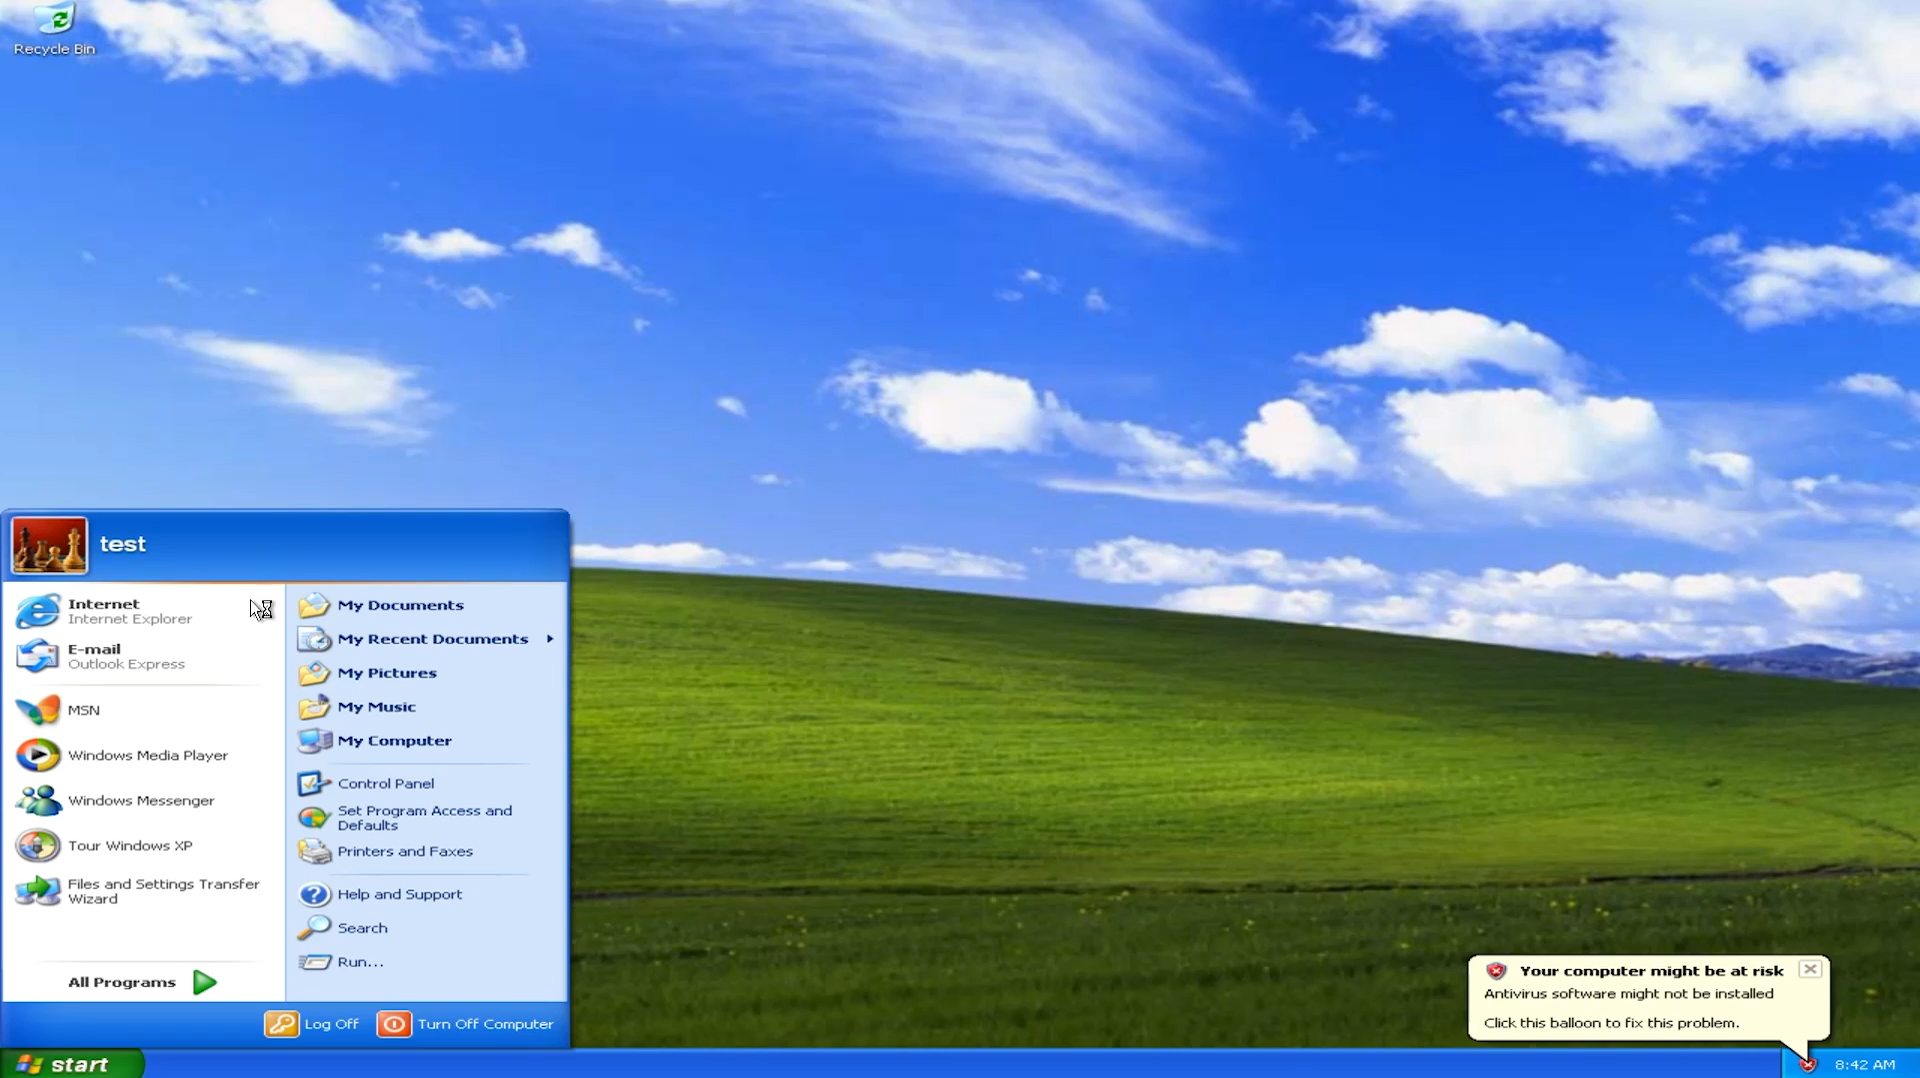 Recycle Bin
test
Internet
Internet Explorer
E-mail
Outlook Express
MSN
Windows Media Player
Windows Messenger
Tour Windows XP
Files and Settings Transfer
Wizard
All Programs
My Documents
My Recent Documents
My Pictures
My Music
My Computer
Control Panel
Set Program Access and
Defaults
Printers and Faxes
Help and Support
Search
Run...
Log Off
Turn Off Computer
Your computer might be at risk
Antivirus software might not be installed
Click this balloon to fix this problem.
start
8:42 AM